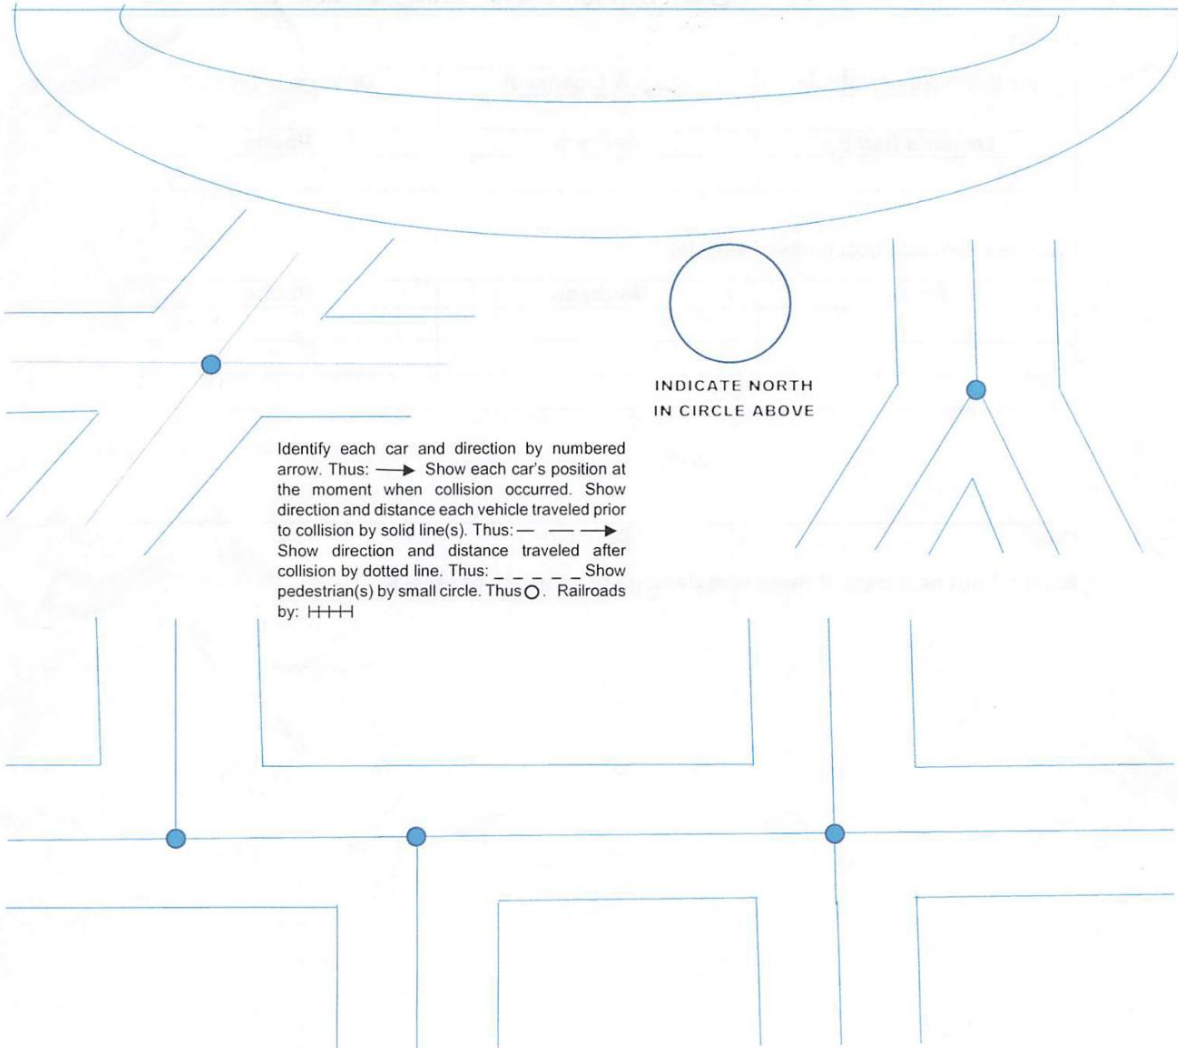 INDICATE NORTH
IN CIRCLE ABOVE
Identify each car and direction by numbered
arrow. Thus: Show each car's position at
the moment when collision occurred. Show
direction and distance each vehicle traveled prior
to collision by solid line(s). Thus:
Show direction and distance traveled after
collision by dotted line. Thus: _ _ _ _ _ Show
pedestrian(s) by small circle. Thus O. Railroads
by: